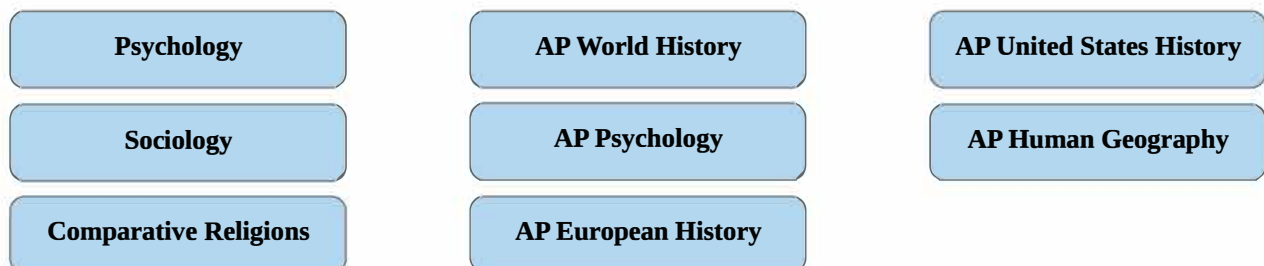 Psychology
AP World History
AP United States History
Sociology
AP Psychology
AP Human Geography
Comparative Religions
AP European History